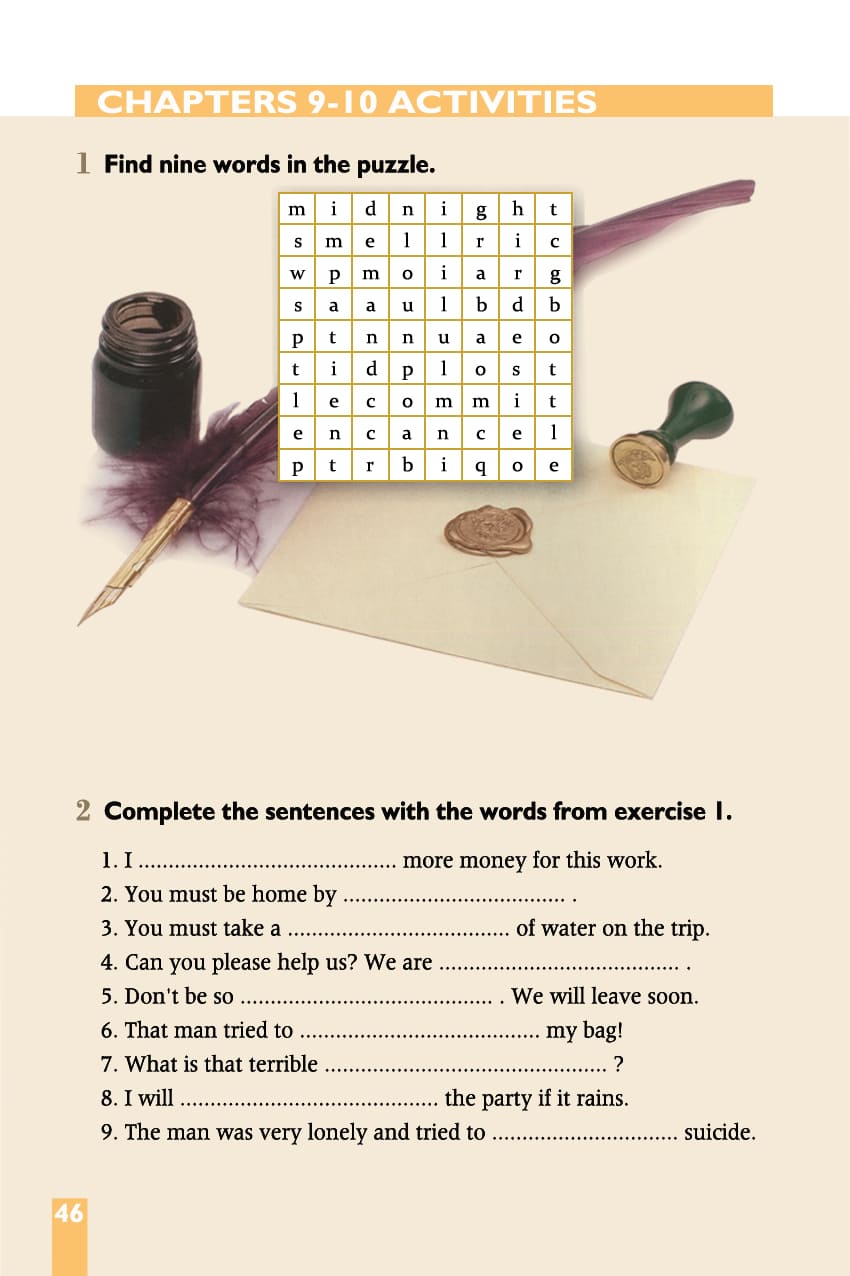 CHAPTERS 9-10 ACTIVITIES
1 Find nine words in the puzzle.
m i d n i g h t
s m e l l r i c
w p m o i a r g
s a a u l b d b
p t n n u a e o
t i d p l o s t
l e c o m m i t
e n c a n c e l
p t r b i q o e
2 Complete the sentences with the words from exercise 1.
1. I ........................................... more money for this work.
2. You must be home by ..................................... .
3. You must take a ..................................... of water on the trip.
4. Can you please help us? We are ........................................ .
5. Don't be so .......................................... . We will leave soon.
6. That man tried to ........................................ my bag!
7. What is that terrible ............................................... ?
8. I will ........................................... the party if it rains.
9. The man was very lonely and tried to ............................... suicide.
46